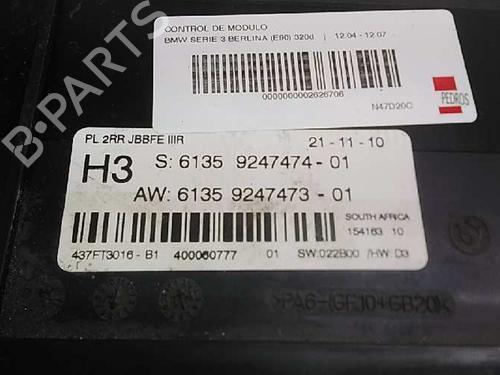 CONTROL DE MODULO
BMW SERIE 3 BERLINA (E90) 320d | 12.04 - 12.07
0000000002626706
N47D20C
PEDROS
B-PARTS
PL 2RR JBBFE IIIR
21-11-10
H3 S: 6135 9247474-01
AW: 6135 9247473-01
SOUTH AFRICA
154163 10
437FT3016-B1 400060777 01 SW:022B00 /HW:D3